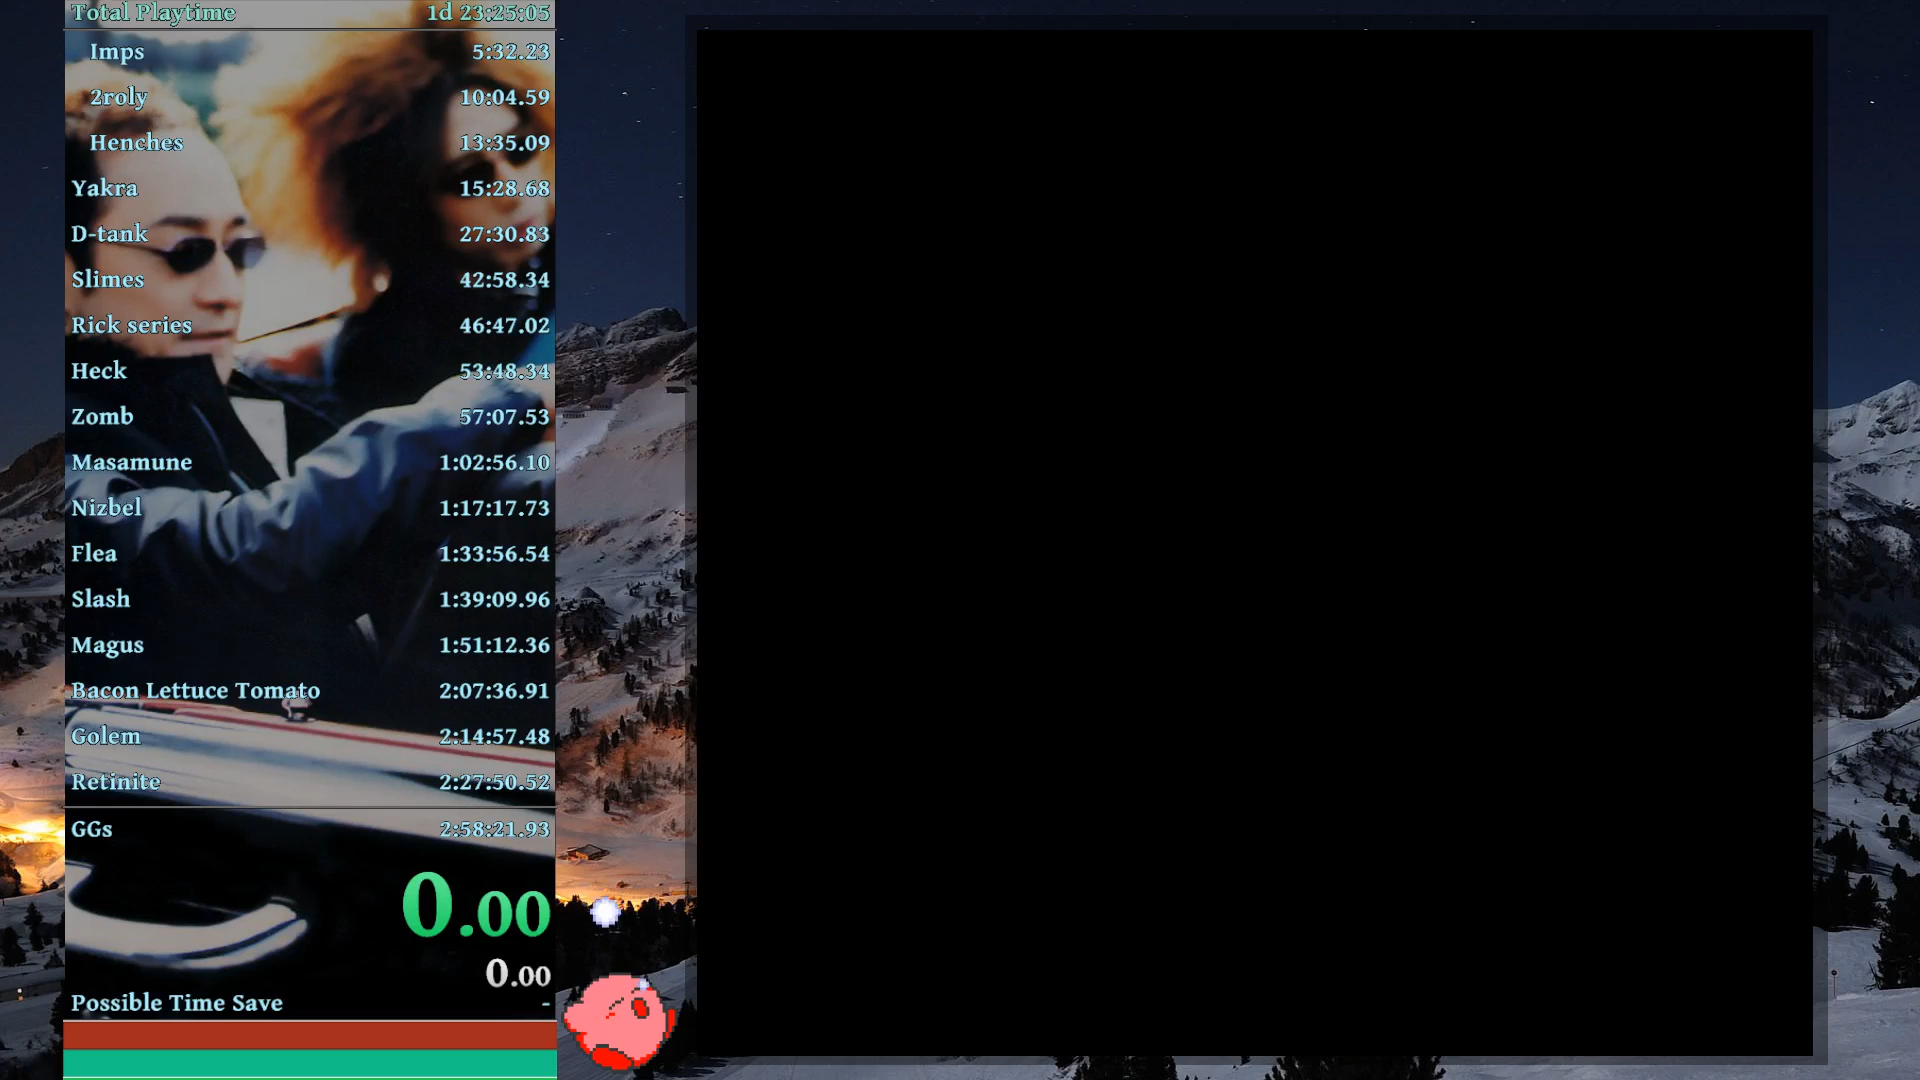 Total Playtime 1d 23:25:05
Imps 5:32.23
2roly 10:04.59
Henches 13:35.09
Yakra 15:28.68
D-tank 27:30.83
Slimes 42:58.34
Rick series 46:47.02
Heck 53:48.34
Zomb 57:07.53
Masamune 1:02:56.10
Nizbel 1:17:17.73
Flea 1:33:56.54
Slash 1:39:09.96
Magus 1:51:12.36
Bacon Lettuce Tomato 2:07:36.91
Golem 2:14:57.48
Retinite 2:27:50.52
GGs 2:58:21.93
0.00
0.00
Possible Time Save -